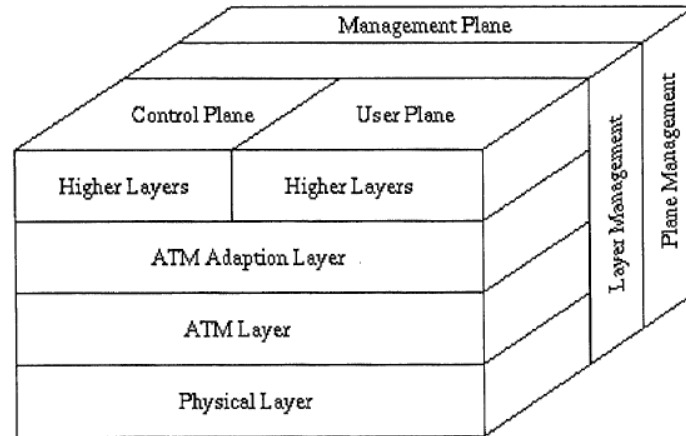 Management Plane
Control Plane
User Plane
Higher Layers
Higher Layers
ATM Adaption Layer
ATM Layer
Physical Layer
Layer Management
Plane Management